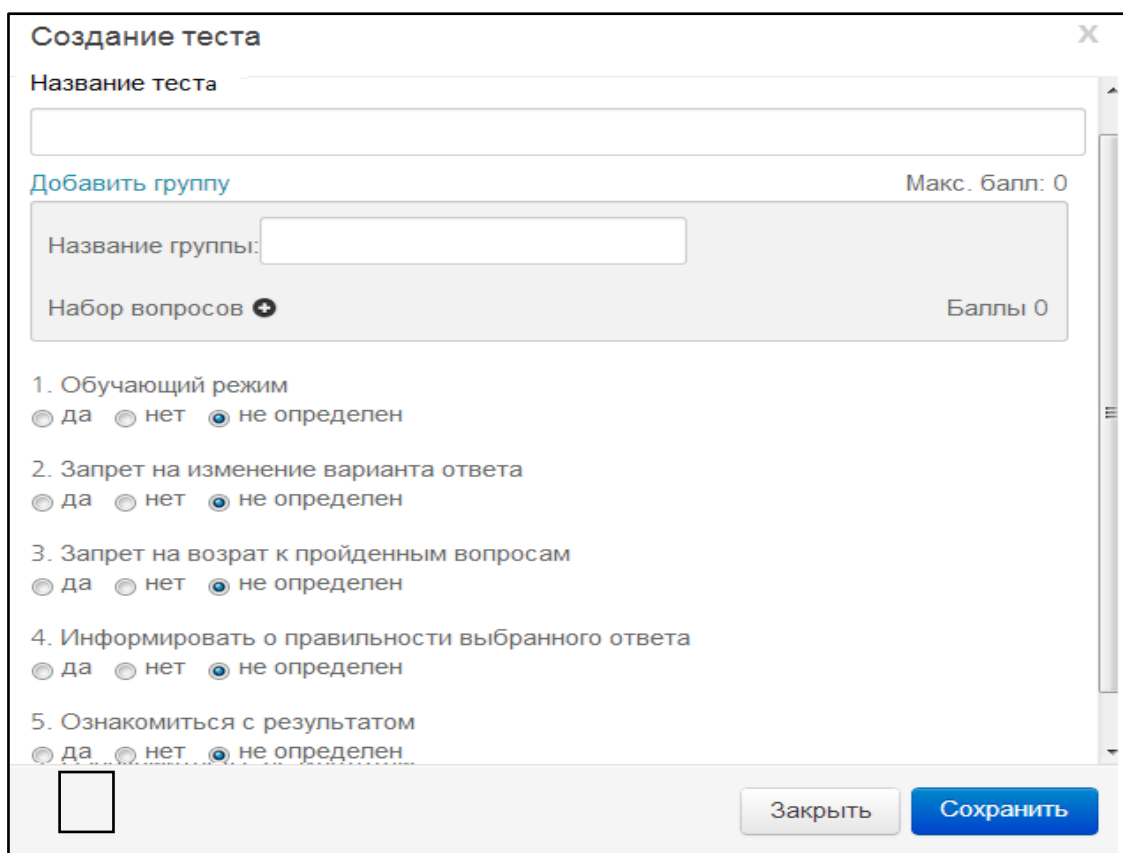 Создание теста X
Название теста
Добавить группу Макс. балл: 0
Название группы:
Набор вопросов Баллы 0
1. Обучающий режим
да нет не определен
2. Запрет на изменение варианта ответа
да нет не определен
3. Запрет на возрат к пройденным вопросам
да нет не определен
4. Информировать о правильности выбранного ответа
да нет не определен
5. Ознакомиться с результатом
да нет не определен
Закрыть Сохранить